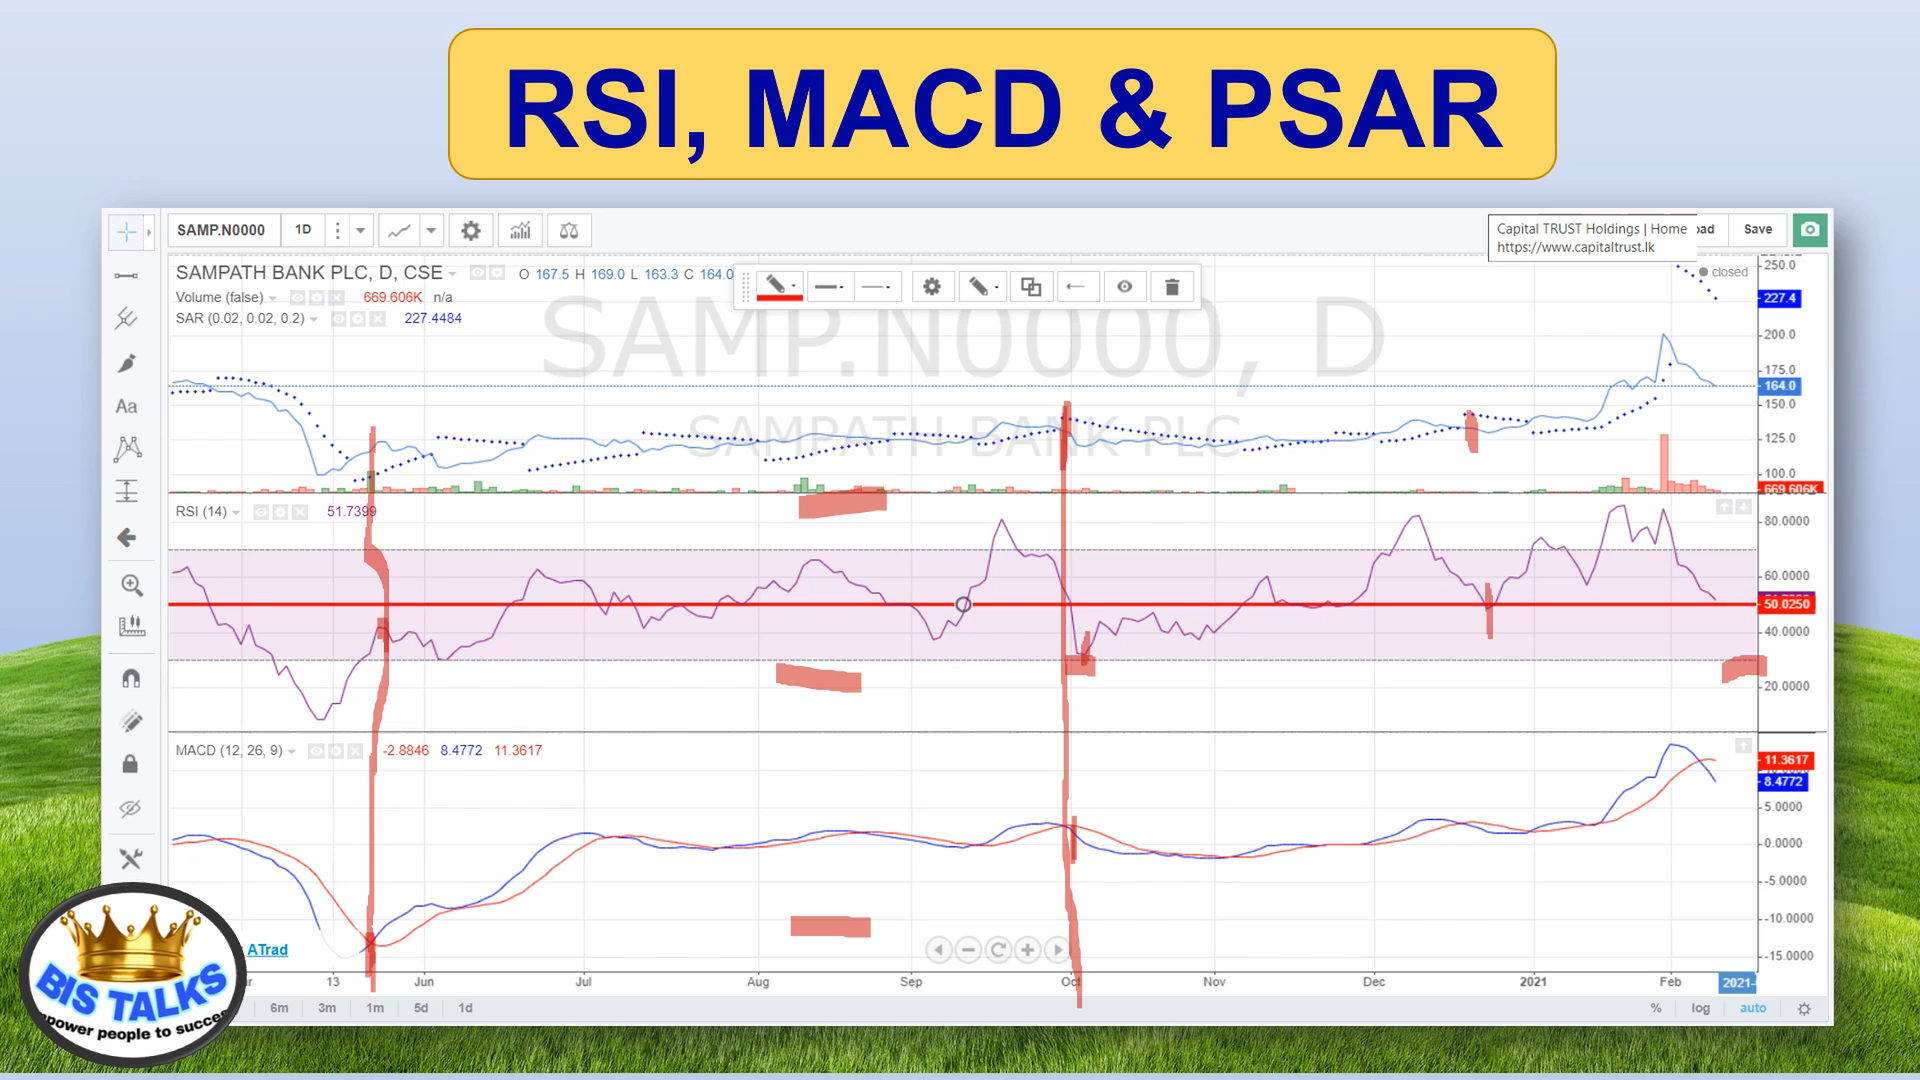 RSI, MACD & PSAR
SAMP.N0000 1D
Capital TRUST Holdings | Home
https://www.capitaltrust.lk
Save
SAMPATH BANK PLC, D, CSE O 167.5 H 169.0 L 163.3 C 164.0
closed
Volume (false) 669.606K n/a
SAR (0.02, 0.02, 0.2) 227.4484
SAMP.N0000, D
SAMPATH BANK PLC
250.0
227.4
200.0
175.0
164.0
150.0
125.0
100.0
669.606K
RSI (14) 51.7399
80.0000
60.0000
50.0250
40.0000
20.0000
MACD (12, 26, 9) -2.8846 8.4772 11.3617
11.3617
8.4772
5.0000
0.0000
-5.0000
-10.0000
-15.0000
Aa
ATrad
13 Jun Jul Aug Sep Oct Nov Dec 2021 Feb 2021-
6m 3m 1m 5d 1d % log auto
BIS TALKS